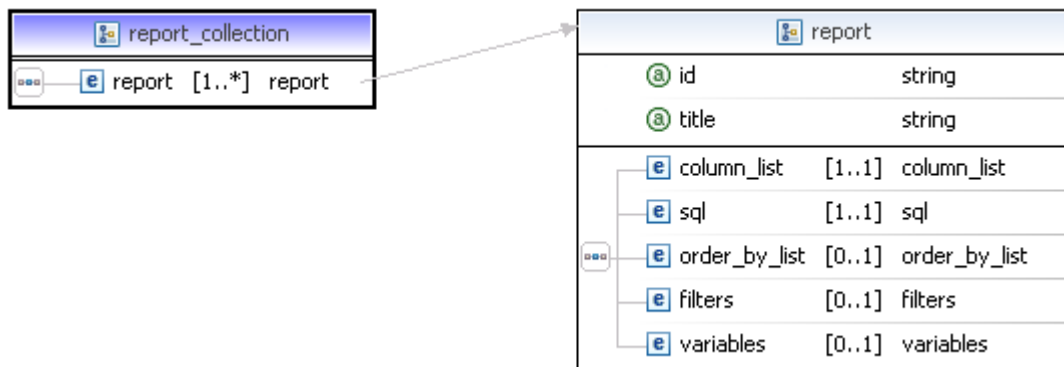 report_collection
e report [1..*] report
report
a id string
a title string
e column_list [1..1] column_list
e sql [1..1] sql
e order_by_list [0..1] order_by_list
e filters [0..1] filters
e variables [0..1] variables